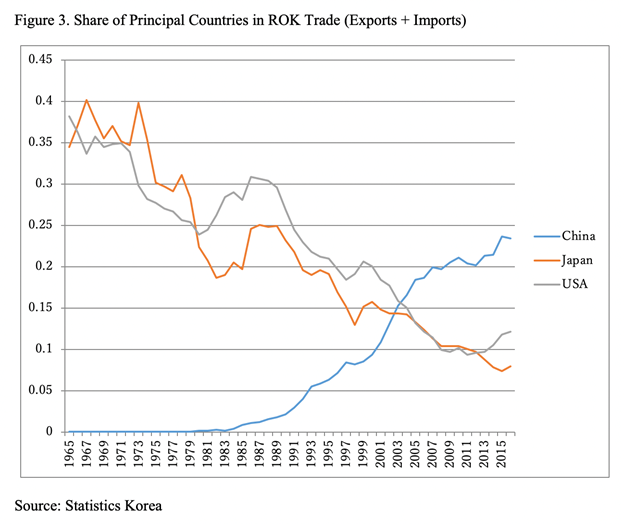 Figure 3. Share of Principal Countries in ROK Trade (Exports + Imports)
0.45
0.4
0.35
0.3
0.25
0.2
0.15
0.1
0.05
0
China
Japan
USA
1965 1967 1969 1971 1973 1975 1977 1979 1981 1983 1985 1987 1989 1991 1993 1995 1997 1999 2001 2003 2005 2007 2009 2011 2013 2015
Source: Statistics Korea